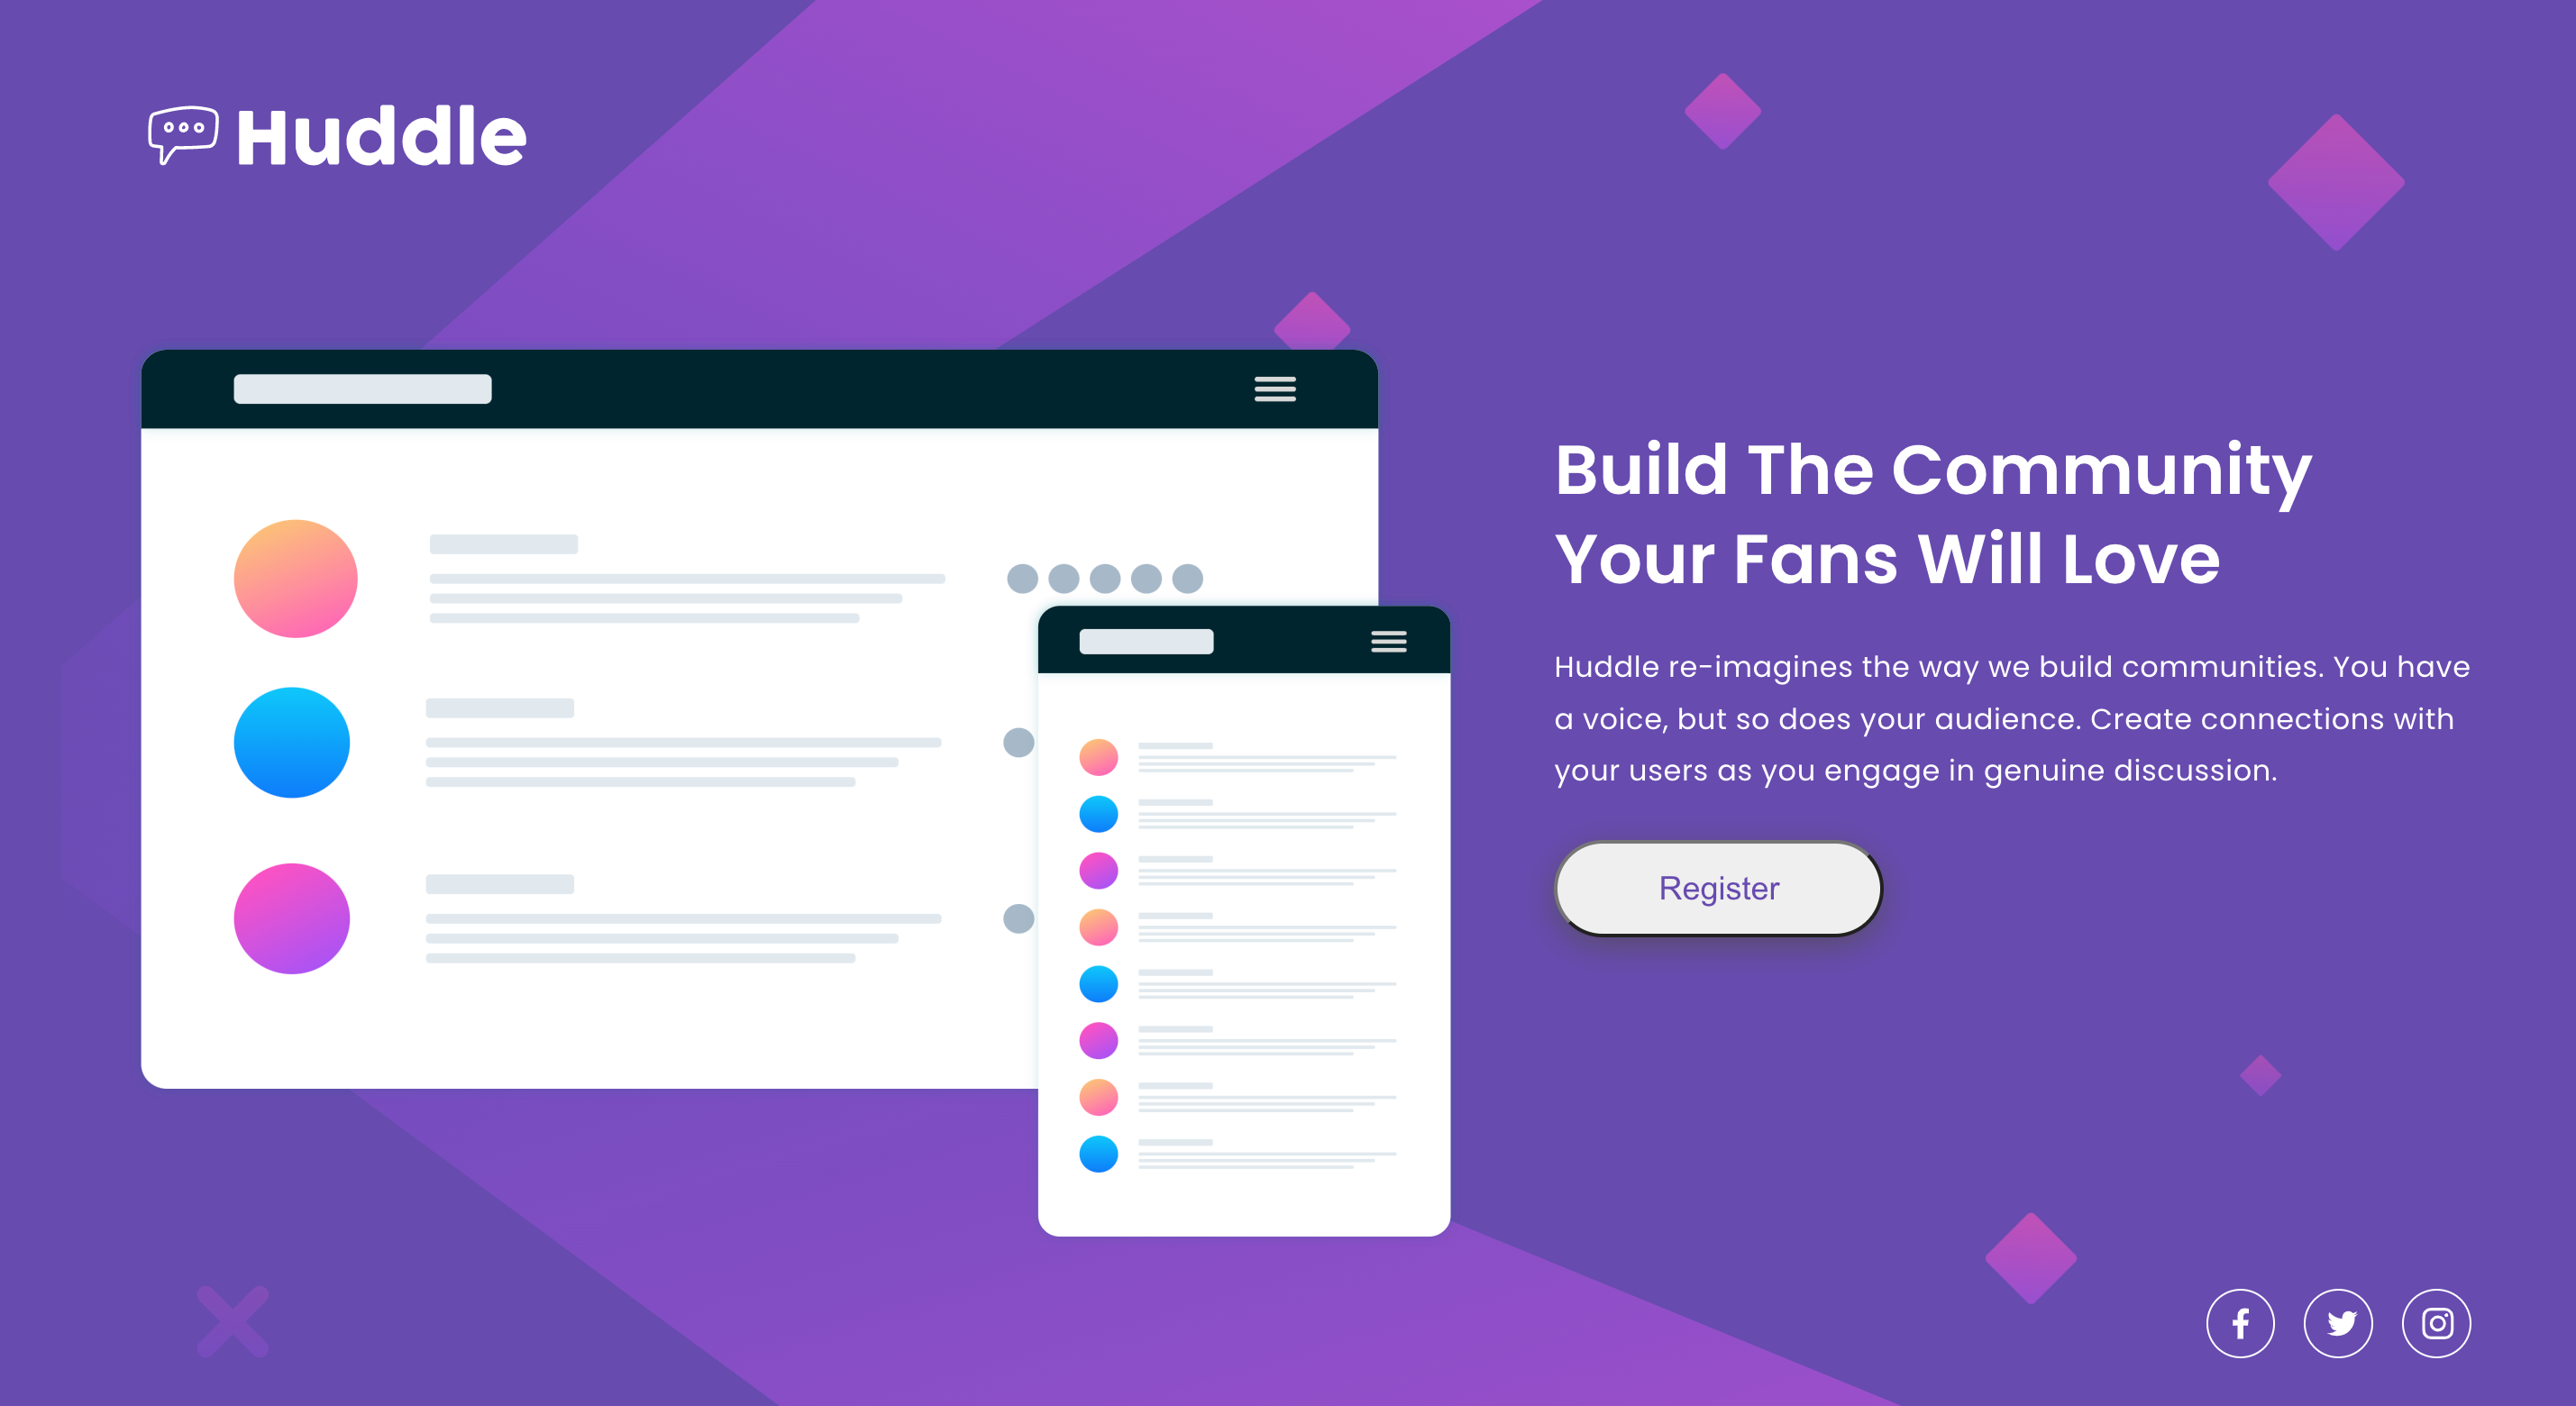 Huddle
Build The Community
Your Fans Will Love
Huddle re-imagines the way we build communities. You have
a voice, but so does your audience. Create connections with
your users as you engage in genuine discussion.
Register